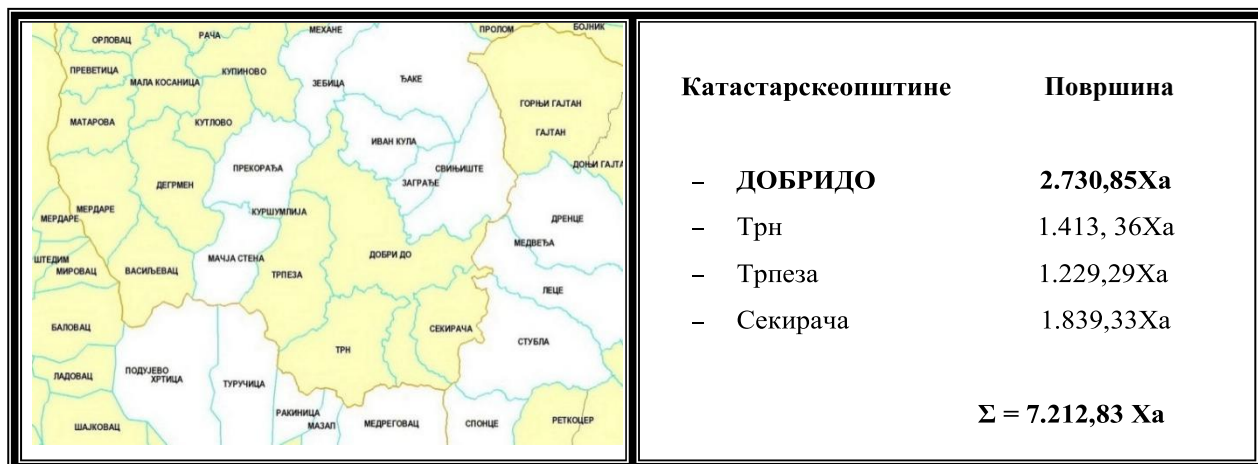 МЕХАНЕ
ПРОЛОМ
БОЈНИК
ОРЛОВАЦ
РАЧА
ПРЕВЕТИЦА
МАЛА КОСАНИЦА
КУПИНОВО
ЗЕБИЦА
ЂАКЕ
ГОРЊИ ГАЈТАН
МАТАРОВА
КУТЛОВО
ИВАН КУЛА
ГАЈТАН
ПРЕКОРАЂА
СВИЊИШТЕ
ДОЊИ ГАЈТА
ДЕГРМЕН
ЗАГРАЂЕ
МЕРДАРЕ
МЕРДАРЕ
КУРШУМЛИЈА
ДРЕНЦЕ
МЕДВЕЂА
ШТЕДИМ
МИРОВАЦ
ВАСИЉЕВАЦ
МАЧЈА СТЕНА
ТРПЕЗА
ДОБРИ ДО
ЛЕЦЕ
БАЛОВАЦ
СЕКИРАЧА
СТУБЛА
ТРН
ЛАДОВАЦ
ПОДУЈЕВО
ХРТИЦА
ТУРУЧИЦА
РАКИНИЦА
МАЗАП
МЕДРЕГОВАЦ
СПОНЦЕ
РЕТКОЦЕР
ШАЈКОВАЦ
Катастарскеопштине Површина
– ДОБРИДО 2.730,85Ха
– Трн 1.413, 36Ха
– Трпеза 1.229,29Ха
– Секирача 1.839,33Ха
Σ = 7.212,83 Ха